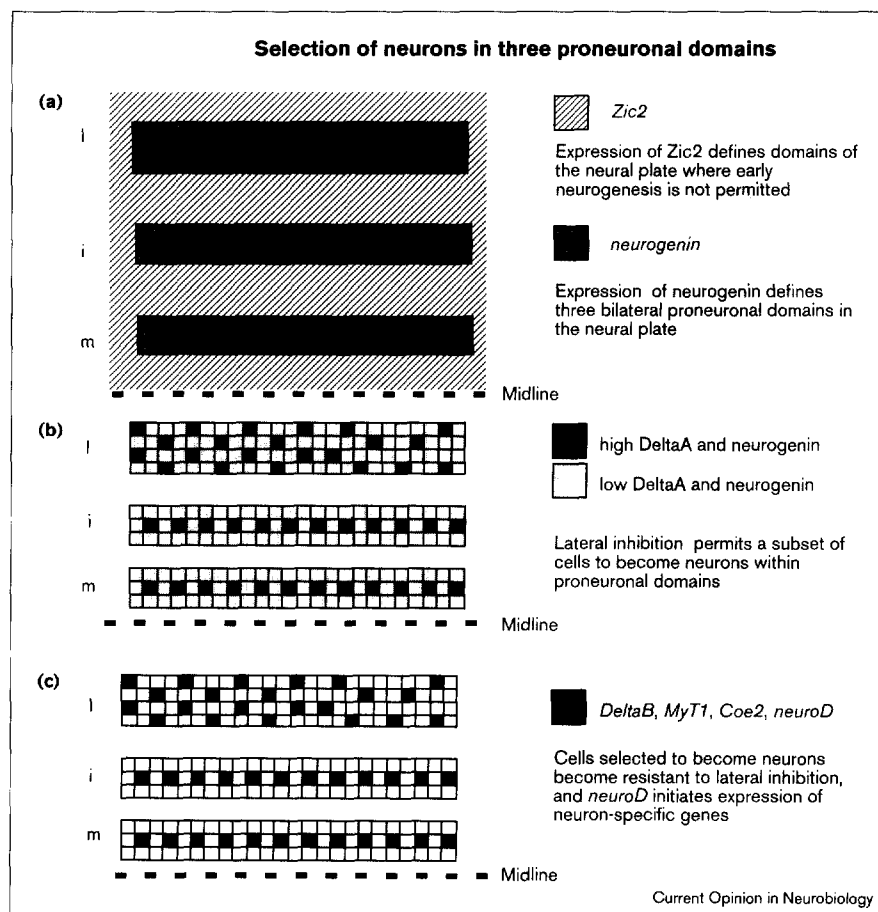 Selection of neurons in three proneuronal domains
(a)
l
i
m
Midline
Zic2
Expression of Zic2 defines domains of
the neural plate where early
neurogenesis is not permitted
neurogenin
Expression of neurogenin defines
three bilateral proneuronal domains in
the neural plate
(b)
l
i
m
Midline
high DeltaA and neurogenin
low DeltaA and neurogenin
Lateral inhibition permits a subset of
cells to become neurons within
proneuronal domains
(c)
l
i
m
Midline
DeltaB, MyT1, Coe2, neuroD
Cells selected to become neurons
become resistant to lateral inhibition,
and neuroD initiates expression of
neuron-specific genes
Current Opinion in Neurobiology